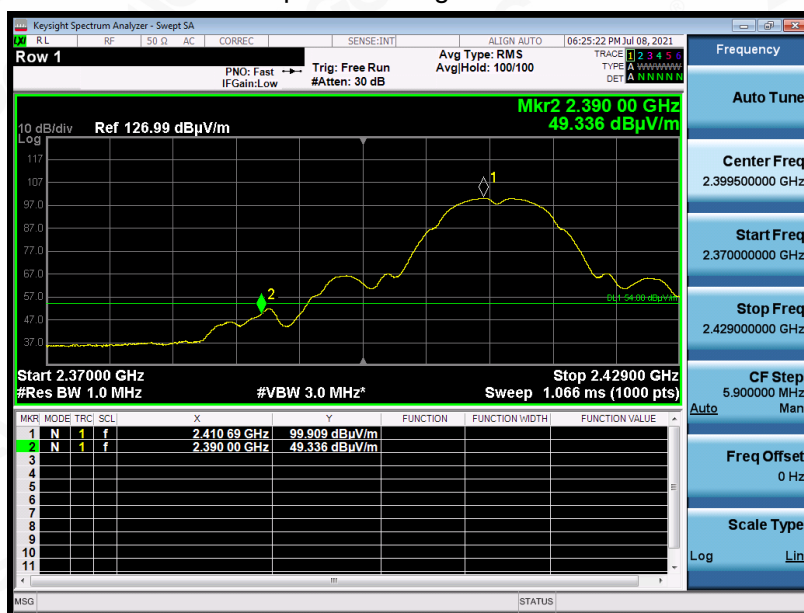 Keysight Spectrum Analyzer - Swept SA
LXI RL RF 50 Ω AC CORREC SENSE:INT ALIGN AUTO 06:25:22 PM Jul 08, 2021
Row 1
PNO: Fast
IFGain:Low
Trig: Free Run
#Atten: 30 dB
Avg Type: RMS
Avg|Hold: 100/100
TRACE 1 2 3 4 5 6
TYPE A WWWWW
DET A N N N N N
Mkr2 2.390 00 GHz
49.336 dBµV/m
10 dB/div Ref 126.99 dBµV/m
Log
117
107
97.0
87.0
77.0
67.0
57.0
47.0
37.0
1
2
DL1 54.00 dBµV/m
Start 2.37000 GHz Stop 2.42900 GHz
#Res BW 1.0 MHz #VBW 3.0 MHz* Sweep 1.066 ms (1000 pts)
MKR MODE TRC SCL X Y FUNCTION FUNCTION WIDTH FUNCTION VALUE
1 N 1 f 2.410 69 GHz 99.909 dBµV/m
2 N 1 f 2.390 00 GHz 49.336 dBµV/m
3
4
5
6
7
8
9
10
11
MSG STATUS
Frequency
Auto Tune
Center Freq
2.399500000 GHz
Start Freq
2.370000000 GHz
Stop Freq
2.429000000 GHz
CF Step
5.900000 MHz
Auto Man
Freq Offset
0 Hz
Scale Type
Log Lin